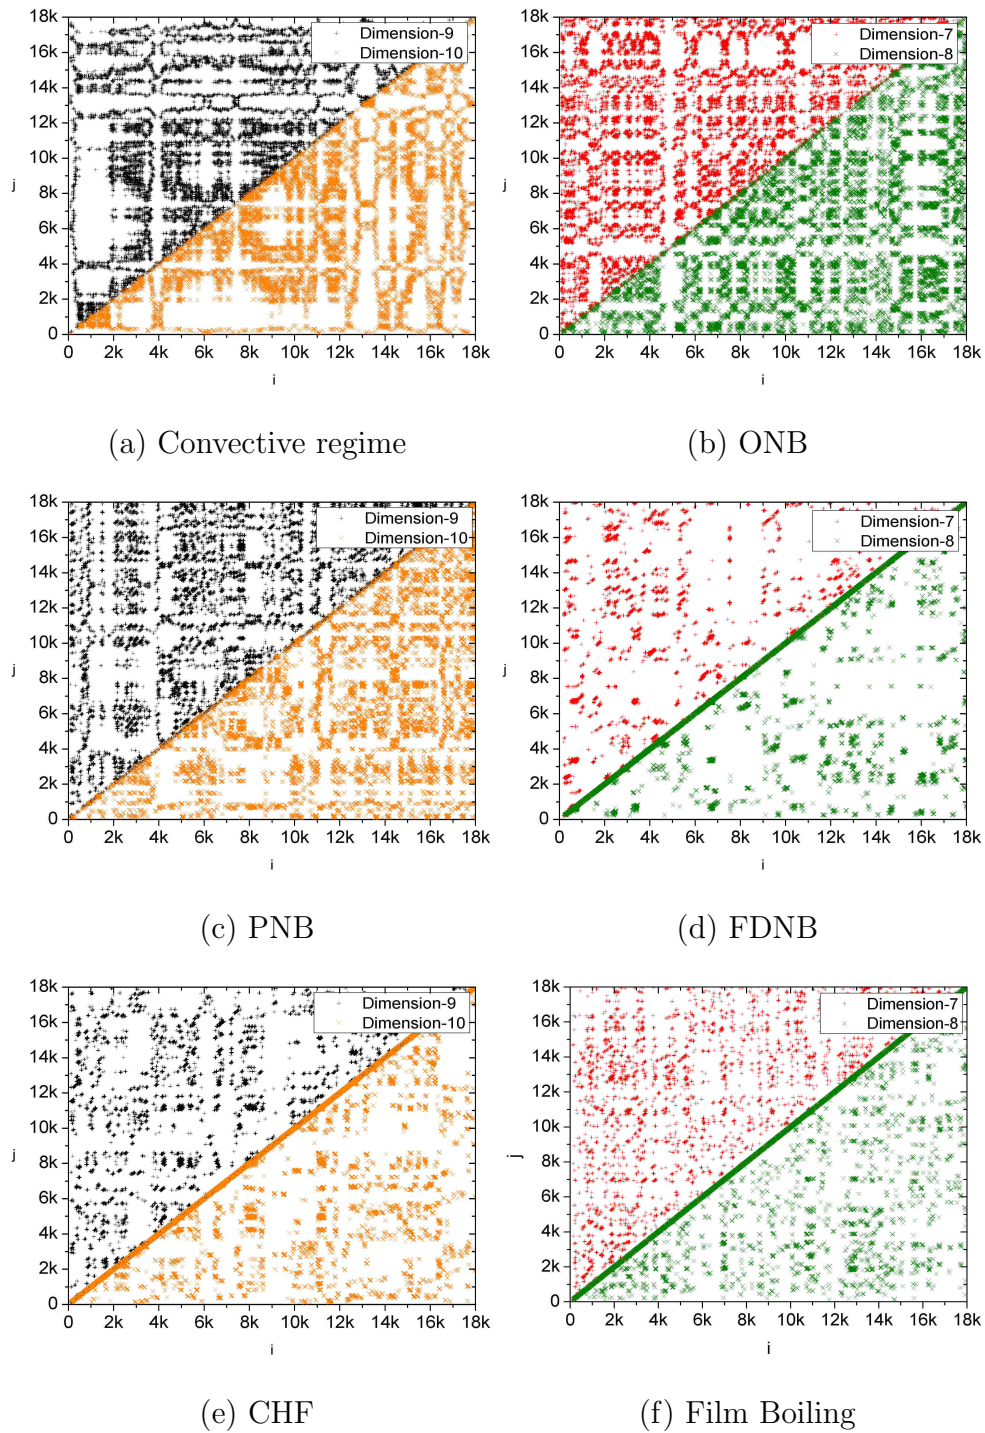 18k
16k
14k
12k
10k
8k
6k
4k
2k
0
j
Dimension-9
Dimension-10
0 2k 4k 6k 8k 10k 12k 14k 16k 18k
i
(a) Convective regime
18k
16k
14k
12k
10k
8k
6k
4k
2k
0
j
Dimension-7
Dimension-8
0 2k 4k 6k 8k 10k 12k 14k 16k 18k
i
(b) ONB
18k
16k
14k
12k
10k
8k
6k
4k
2k
0
j
Dimension-9
Dimension-10
0 2k 4k 6k 8k 10k 12k 14k 16k 18k
i
(c) PNB
18k
16k
14k
12k
10k
8k
6k
4k
2k
0
j
Dimension-7
Dimension-8
0 2k 4k 6k 8k 10k 12k 14k 16k 18k
i
(d) FDNB
18k
16k
14k
12k
10k
8k
6k
4k
2k
0
j
Dimension-9
Dimension-10
0 2k 4k 6k 8k 10k 12k 14k 16k 18k
i
(e) CHF
18k
16k
14k
12k
10k
8k
6k
4k
2k
0
j
Dimension-7
Dimension-8
0 2k 4k 6k 8k 10k 12k 14k 16k 18k
i
(f) Film Boiling